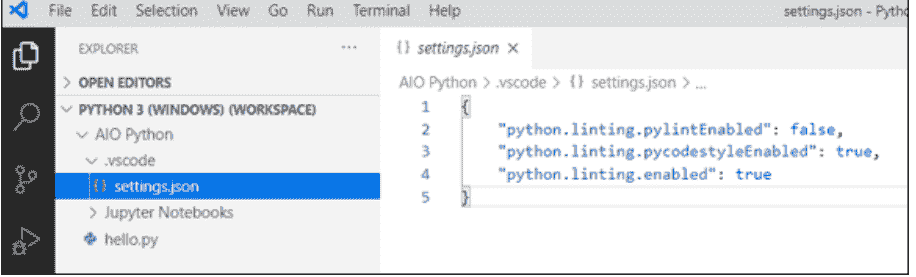 File Edit Selection View Go Run Terminal Help settings.json - Pytho
EXPLORER ...
OPEN EDITORS
PYTHON 3 (WINDOWS) (WORKSPACE)
AIO Python
.vscode
{} settings.json
Jupyter Notebooks
hello.py
{} settings.json ×
AIO Python > .vscode > {} settings.json > ...
1 {
2 "python.linting.pylintEnabled": false,
3 "python.linting.pycodestyleEnabled": true,
4 "python.linting.enabled": true
5 }